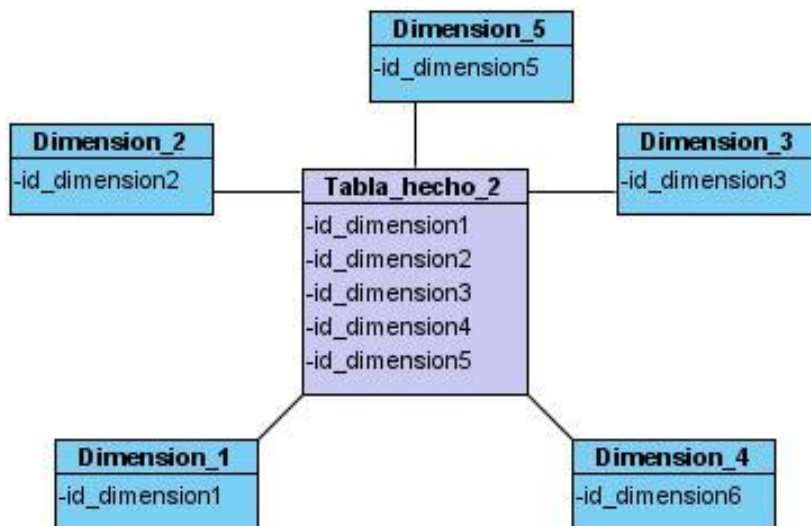 Dimension_5
-id_dimension5
Dimension_2
-id_dimension2
Dimension_3
-id_dimension3
Tabla_hecho_2
-id_dimension1
-id_dimension2
-id_dimension3
-id_dimension4
-id_dimension5
Dimension_1
-id_dimension1
Dimension_4
-id_dimension6